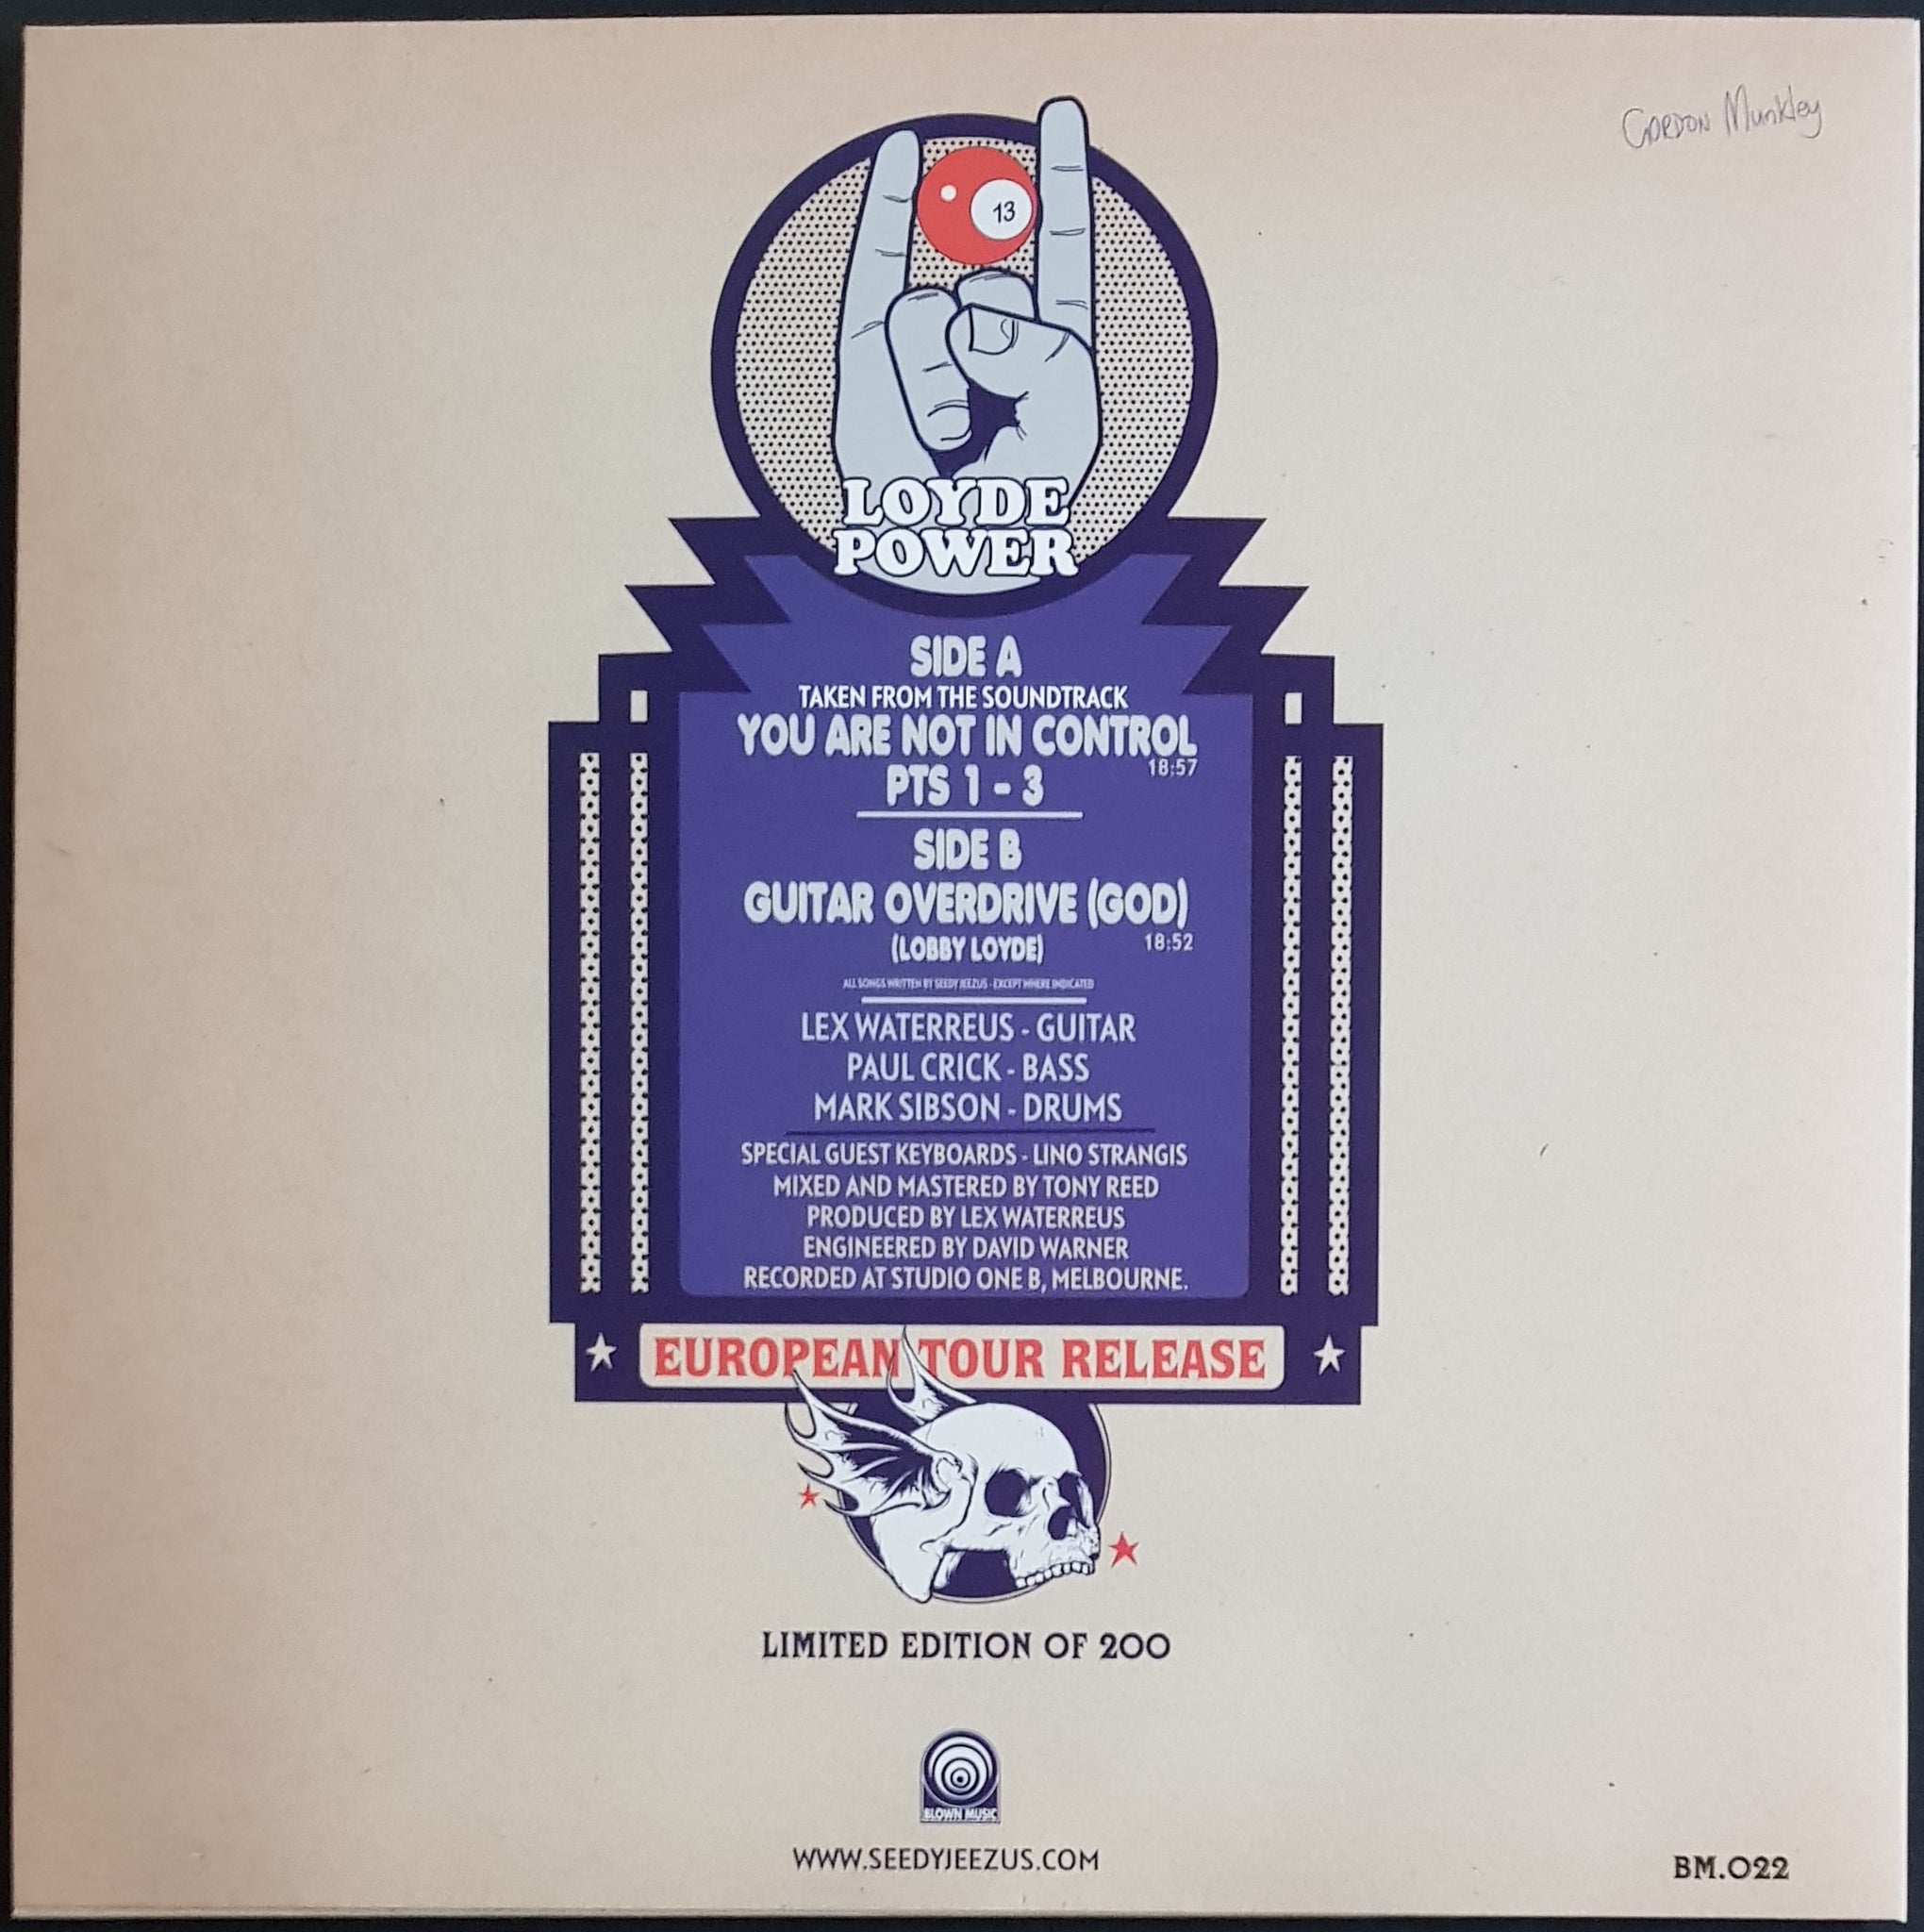 GORDON Munkley
13
LOYDE
POWER
SIDE A
TAKEN FROM THE SOUNDTRACK
YOU ARE NOT IN CONTROL
18:57
PTS 1 - 3
SIDE B
GUITAR OVERDRIVE (GOD)
(LOBBY LOYDE) 18:52
ALL SONGS WRITTEN BY SEEDY JEEZUS - EXCEPT WHERE INDICATED
LEX WATERREUS - GUITAR
PAUL CRICK - BASS
MARK SIBSON - DRUMS
SPECIAL GUEST KEYBOARDS - LINO STRANGIS
MIXED AND MASTERED BY TONY REED
PRODUCED BY LEX WATERREUS
ENGINEERED BY DAVID WARNER
RECORDED AT STUDIO ONE B, MELBOURNE.
EUROPEAN TOUR RELEASE
LIMITED EDITION OF 200
BLOWN MUSIC
WWW.SEEDYJEEZUS.COM
BM.022